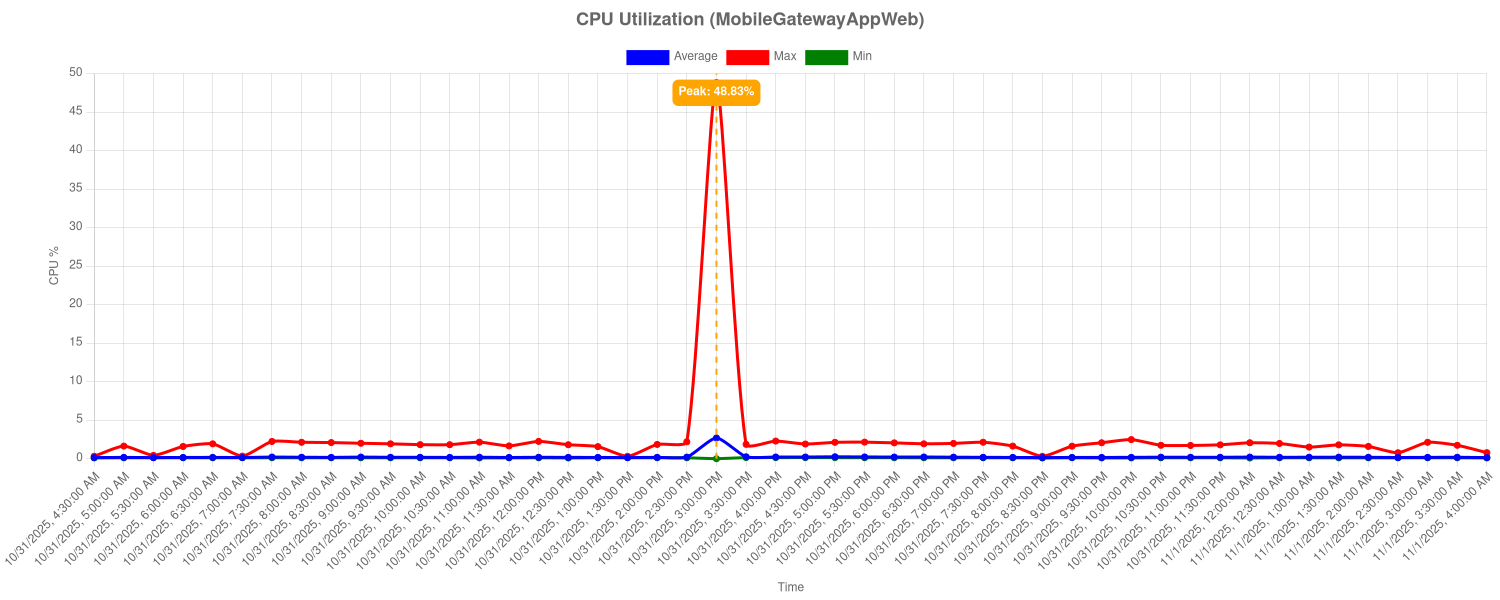 CPU Utilization (MobileGatewayAppWeb)
Average Max Min
Peak: 48.83%
50
45
40
35
30
25
20
15
10
5
0
CPU %
10/31/2025, 4:30:00 AM
10/31/2025, 5:00:00 AM
10/31/2025, 5:30:00 AM
10/31/2025, 6:00:00 AM
10/31/2025, 6:30:00 AM
10/31/2025, 7:00:00 AM
10/31/2025, 7:30:00 AM
10/31/2025, 8:00:00 AM
10/31/2025, 8:30:00 AM
10/31/2025, 9:00:00 AM
10/31/2025, 9:30:00 AM
10/31/2025, 10:00:00 AM
10/31/2025, 10:30:00 AM
10/31/2025, 11:00:00 AM
10/31/2025, 11:30:00 AM
10/31/2025, 12:00:00 PM
10/31/2025, 12:30:00 PM
10/31/2025, 1:00:00 PM
10/31/2025, 1:30:00 PM
10/31/2025, 2:00:00 PM
10/31/2025, 2:30:00 PM
10/31/2025, 3:00:00 PM
10/31/2025, 3:30:00 PM
10/31/2025, 4:00:00 PM
10/31/2025, 4:30:00 PM
10/31/2025, 5:00:00 PM
10/31/2025, 5:30:00 PM
10/31/2025, 6:00:00 PM
10/31/2025, 6:30:00 PM
10/31/2025, 7:00:00 PM
10/31/2025, 7:30:00 PM
10/31/2025, 8:00:00 PM
10/31/2025, 8:30:00 PM
10/31/2025, 9:00:00 PM
10/31/2025, 9:30:00 PM
10/31/2025, 10:00:00 PM
10/31/2025, 10:30:00 PM
10/31/2025, 11:00:00 PM
10/31/2025, 11:30:00 PM
11/1/2025, 12:00:00 AM
11/1/2025, 12:30:00 AM
11/1/2025, 1:00:00 AM
11/1/2025, 1:30:00 AM
11/1/2025, 2:00:00 AM
11/1/2025, 2:30:00 AM
11/1/2025, 3:00:00 AM
11/1/2025, 3:30:00 AM
11/1/2025, 4:00:00 AM
Time